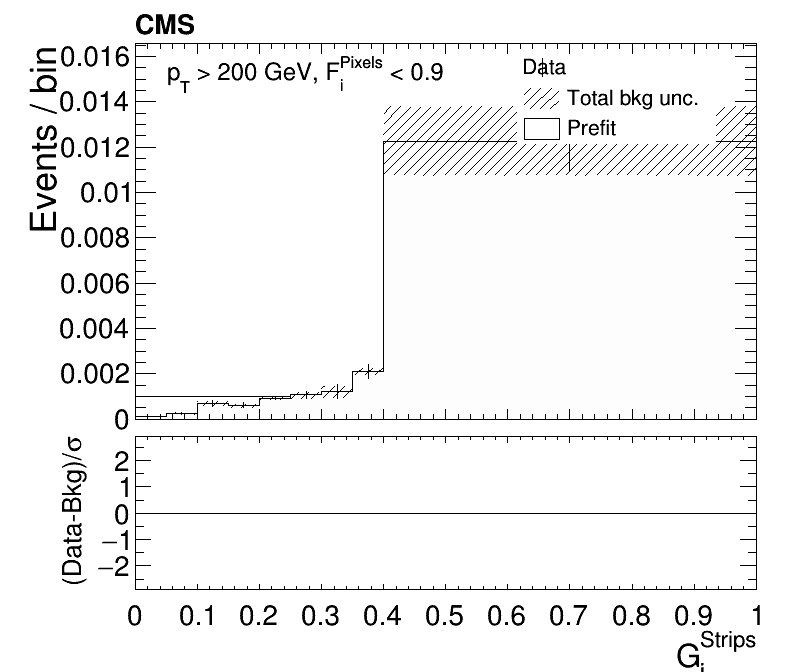 CMS
p_T > 200 GeV, F_i^Pixels < 0.9
Data
Total bkg unc.
Prefit
Events / bin
0.016
0.014
0.012
0.01
0.008
0.006
0.004
0.002
0
(Data-Bkg)/σ
2
1
0
−1
−2
0 0.1 0.2 0.3 0.4 0.5 0.6 0.7 0.8 0.9 1
G_i^Strips